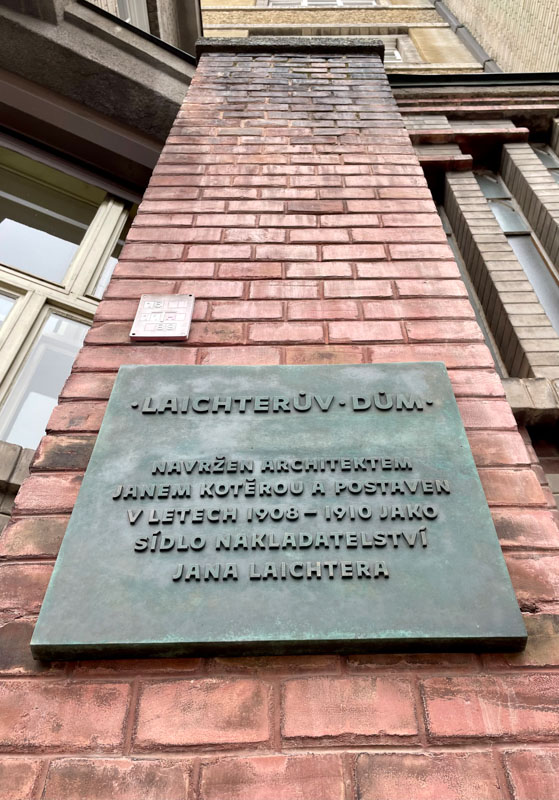 ·LAICHTERŮV·DŮM·
NAVRŽEN ARCHITEKTEM
JANEM KOTĚROU A POSTAVEN
V LETECH 1908 – 1910 JAKO
SÍDLO NAKLADATELSTVÍ
JANA LAICHTERA